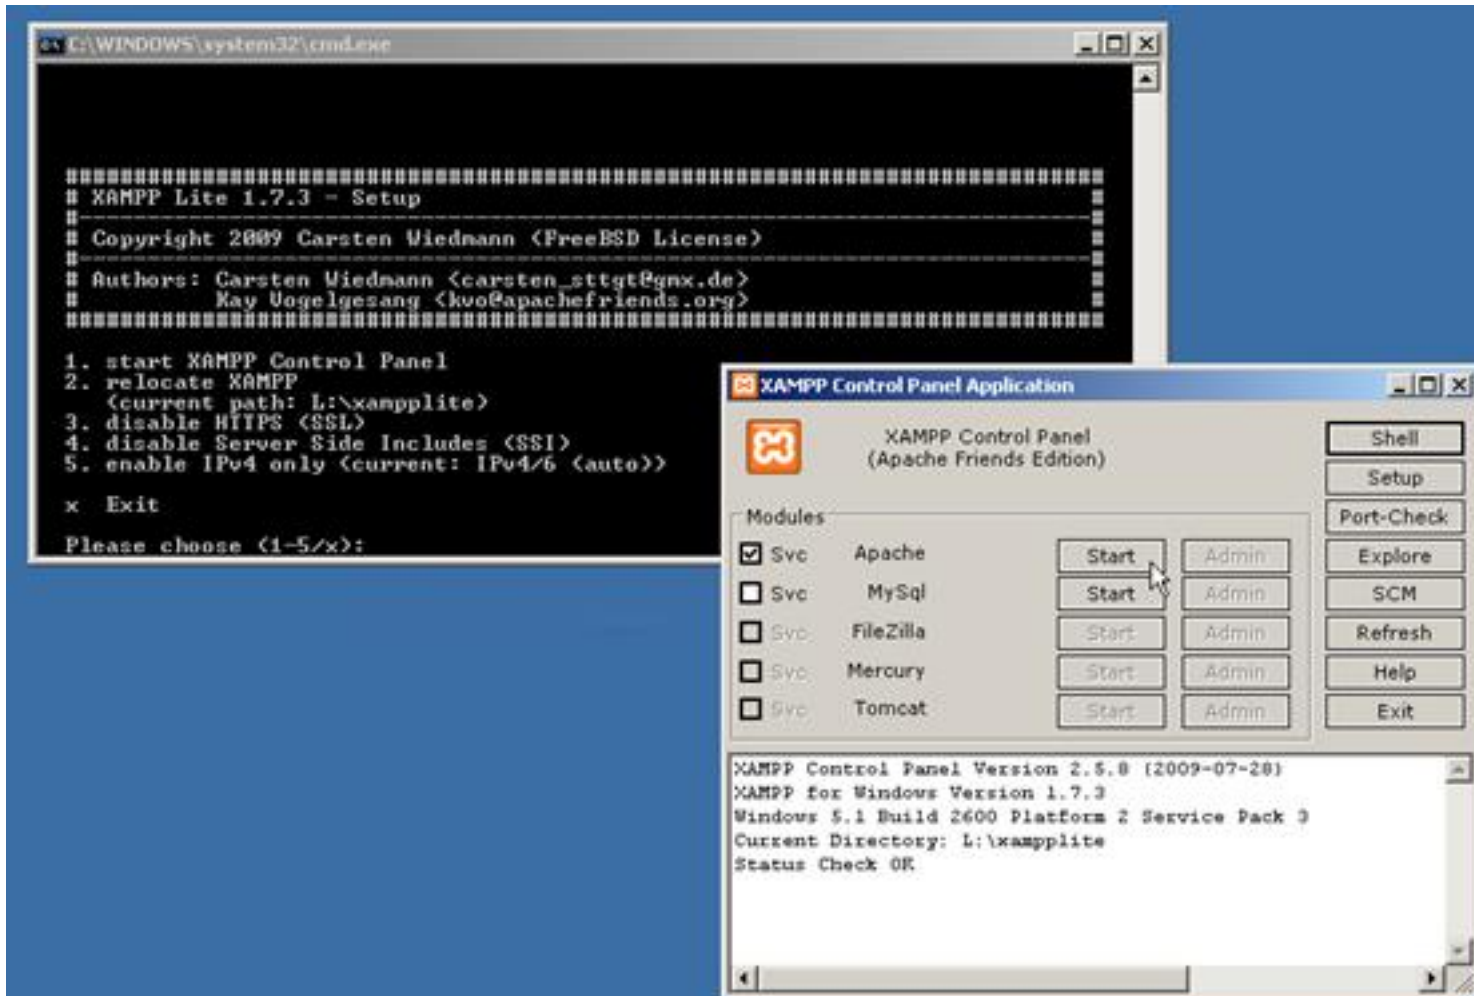 C:\WINDOWS\system32\cmd.exe
################################################################
# XAMPP Lite 1.7.3 - Setup #
#----------------------------------------------------------------#
# Copyright 2009 Carsten Wiedmann (FreeBSD License) #
#----------------------------------------------------------------#
# Authors: Carsten Wiedmann <carsten_sttgt@gmx.de> #
# Kay Vogelgesang <kvo@apachefriends.org> #
################################################################
1. start XAMPP Control Panel
2. relocate XAMPP
(current path: L:\xampplite)
3. disable HTTPS (SSL)
4. disable Server Side Includes (SSI)
5. enable IPv4 only (current: IPv4/6 (auto))
x Exit
Please choose (1-5/x):
XAMPP Control Panel Application
XAMPP Control Panel
(Apache Friends Edition)
Shell
Setup
Port-Check
Explore
SCM
Refresh
Help
Exit
Modules
Svc Apache Start Admin
Svc MySql Start Admin
Svc FileZilla Start Admin
Svc Mercury Start Admin
Svc Tomcat Start Admin
XAMPP Control Panel Version 2.5.8 (2009-07-28)
XAMPP for Windows Version 1.7.3
Windows 5.1 Build 2600 Platform 2 Service Pack 3
Current Directory: L:\xampplite
Status Check OK